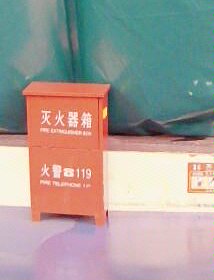 灭火器箱
FIRE EXTINGUISHER BOX
火警☎119
FIRE TELEPHONE 119